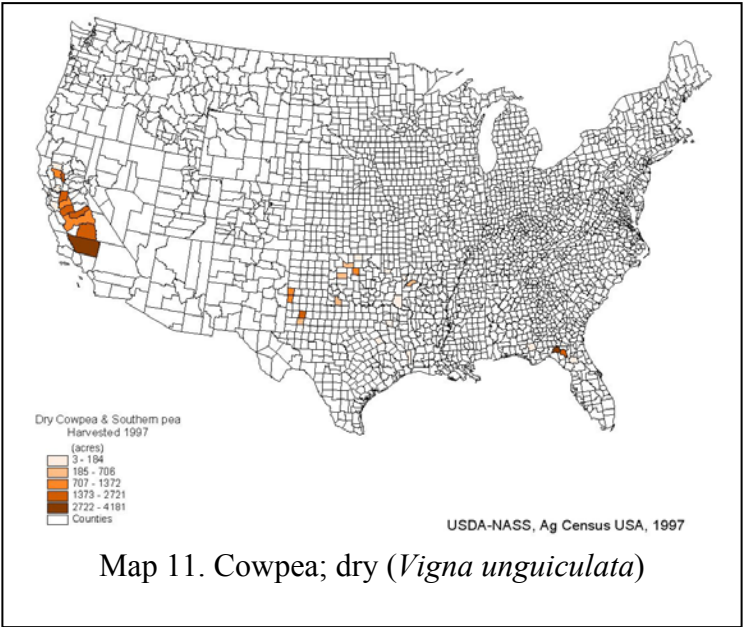 Dry Cowpea & Southern pea
Harvested 1997
(acres)
3 - 184
185 - 706
707 - 1372
1373 - 2721
2722 - 4181
Counties
USDA-NASS, Ag Census USA, 1997
Map 11. Cowpea; dry (Vigna unguiculata)